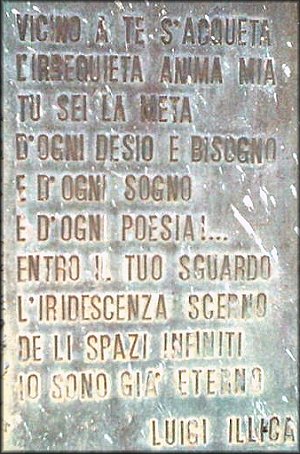 VICINO A TE S'ACQUETA
L'IRREQUIETA ANIMA MIA
TU SEI LA META
D'OGNI DESIO E BISOGNO
E D'OGNI SOGNO
E D'OGNI POESIA!...
ENTRO IL TUO SGUARDO
L'IRIDESCENZA SCERNO
DE LI SPAZI INFINITI
IO SONO GIA' ETERNO
LUIGI ILLICA